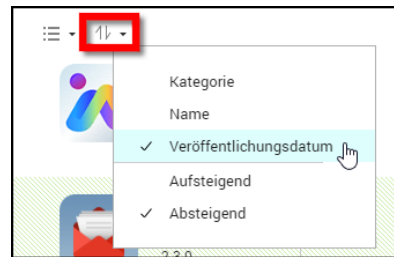 Kategorie
Name
Veröffentlichungsdatum
Aufsteigend
Absteigend
2.3.0